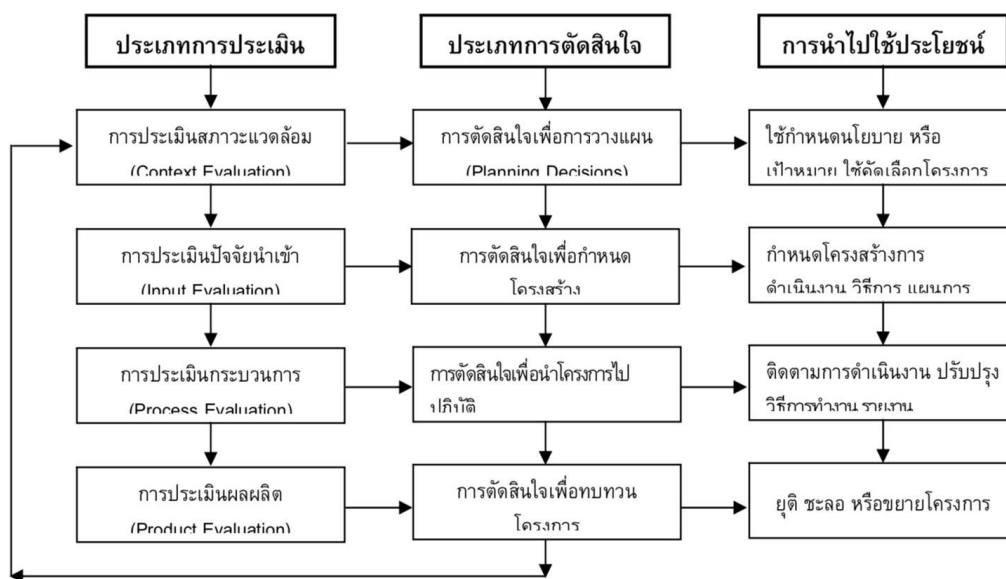 ประเภทการประเมิน
ประเภทการตัดสินใจ
การนำไปใช้ประโยชน์
การประเมินสภาวะแวดล้อม
(Context Evaluation)
การตัดสินใจเพื่อการวางแผน
(Planning Decisions)
ใช้กำหนดนโยบาย หรือ
เป้าหมาย ใช้คัดเลือกโครงการ
การประเมินปัจจัยนำเข้า
(Input Evaluation)
การตัดสินใจเพื่อกำหนด
โครงสร้าง
กำหนดโครงสร้างการ
ดำเนินงาน วิธีการ แผนการ
การประเมินกระบวนการ
(Process Evaluation)
การตัดสินใจเพื่อนำโครงการไป
ปฏิบัติ
ติดตามการดำเนินงาน ปรับปรุง
วิธีการทำงาน รายงาน
การประเมินผลผลิต
(Product Evaluation)
การตัดสินใจเพื่อทบทวน
โครงการ
ยุติ ชะลอ หรือขยายโครงการ